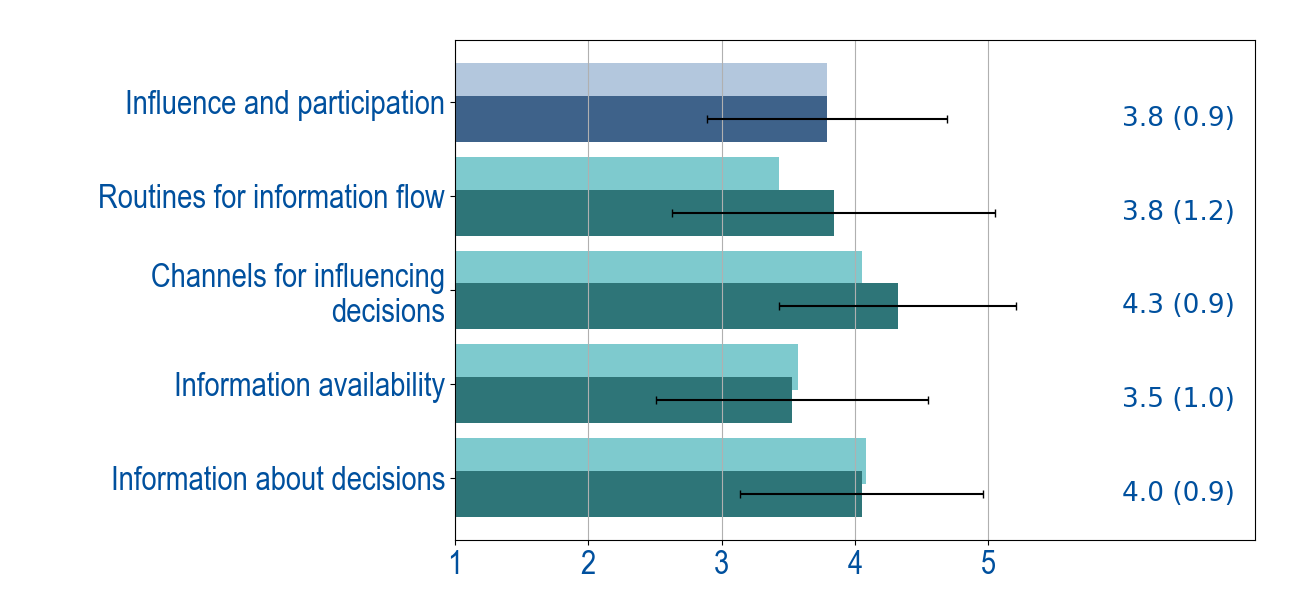 Influence and participation 3.8 (0.9)
Routines for information flow 3.8 (1.2)
Channels for influencing
decisions 4.3 (0.9)
Information availability 3.5 (1.0)
Information about decisions 4.0 (0.9)
1 2 3 4 5